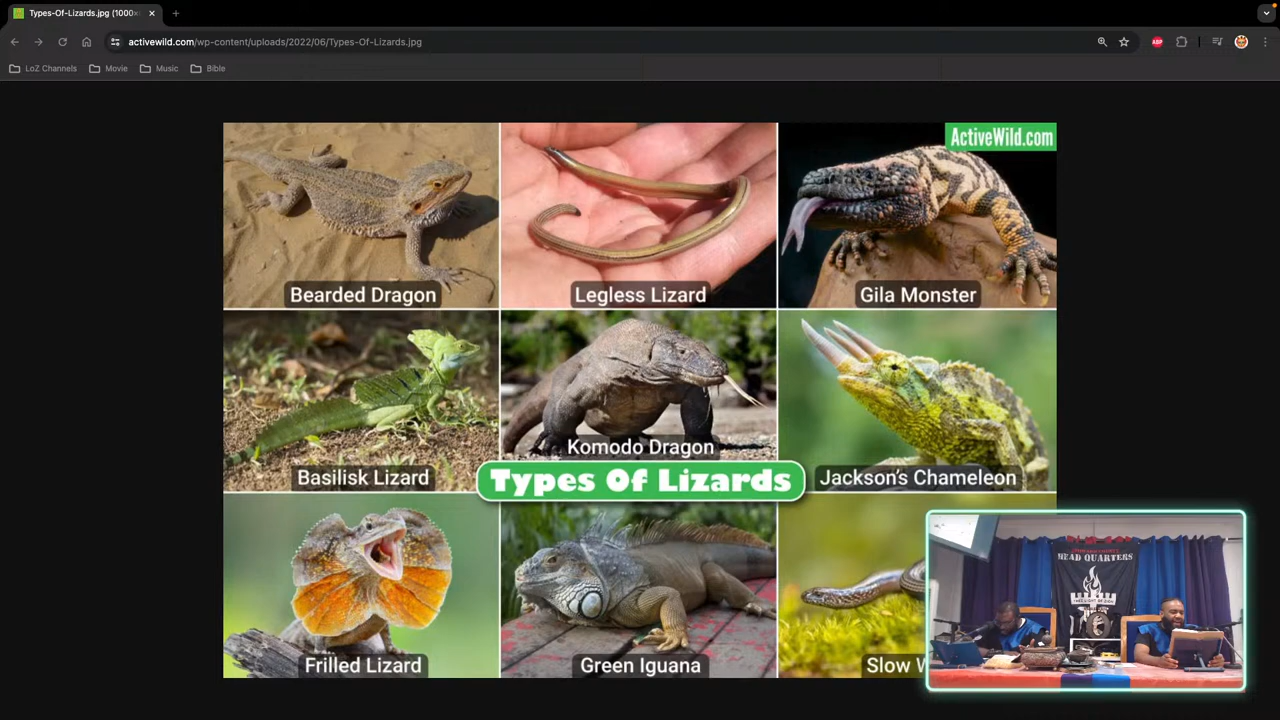 Types-Of-Lizards.jpg (1000×
activewild.com/wp-content/uploads/2022/06/Types-Of-Lizards.jpg
ABP
LoZ Channels
Movie
Music
Bible
ActiveWild.com
Bearded Dragon
Legless Lizard
Gila Monster
Komodo Dragon
Basilisk Lizard
Types Of Lizards
Jackson's Chameleon
HEAD QUARTERS
Frilled Lizard
Green Iguana
Slow